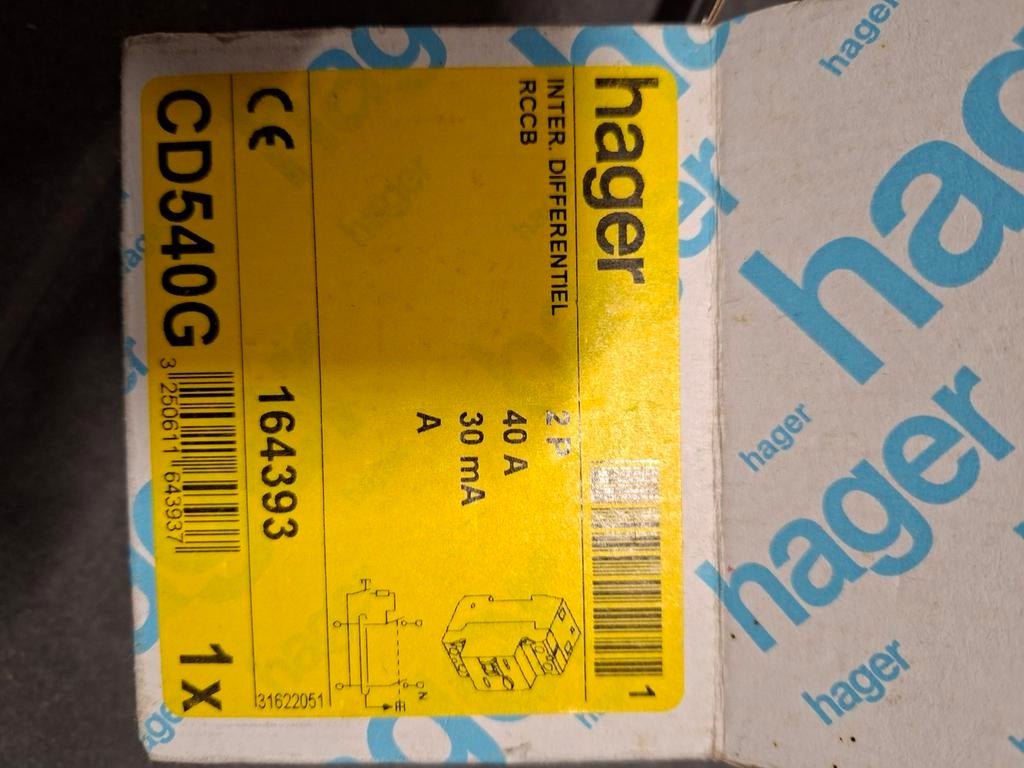 hager
INTER. DIFFERENTIEL
RCCB
2 P
40 A
30 mA
A
1
N
T
CE
164393
31622051
CD540G
3 250611 643937
1 x
hager
hager
hager
hager